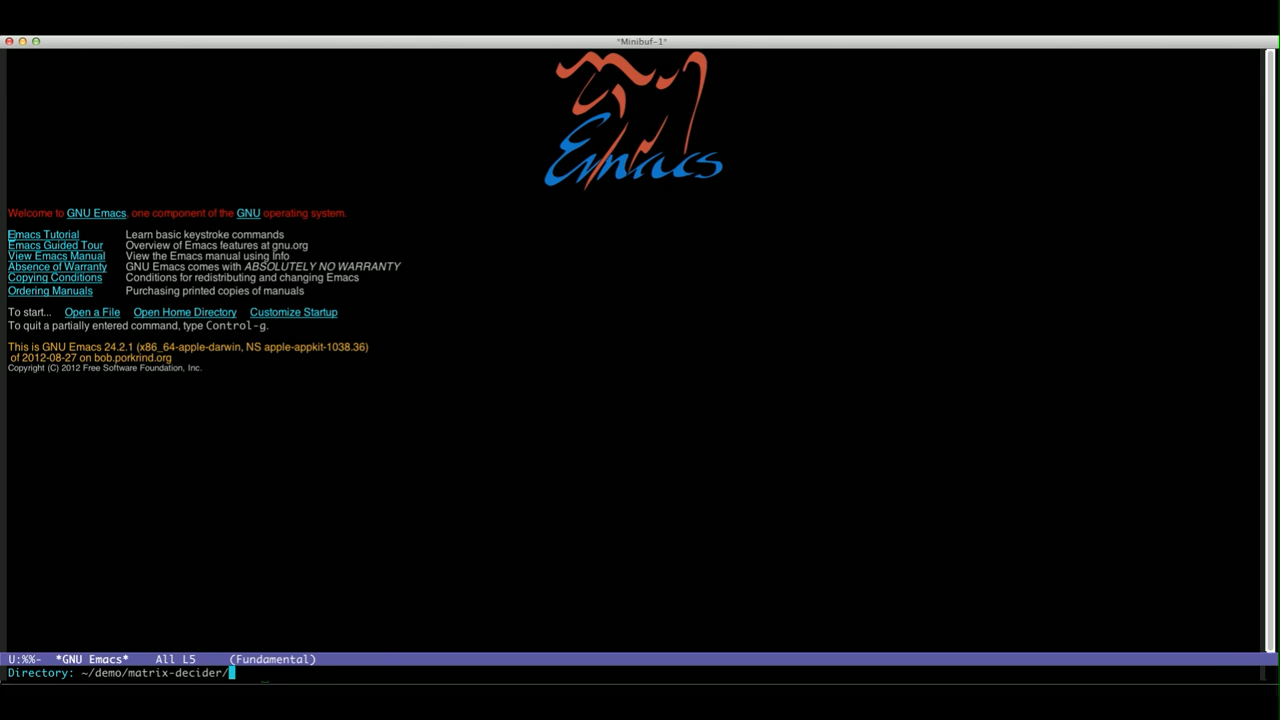 *Minibuf-1*
Emacs
Welcome to GNU Emacs, one component of the GNU operating system.
Emacs Tutorial Learn basic keystroke commands
Emacs Guided Tour Overview of Emacs features at gnu.org
View Emacs Manual View the Emacs manual using Info
Absence of Warranty GNU Emacs comes with ABSOLUTELY NO WARRANTY
Copying Conditions Conditions for redistributing and changing Emacs
Ordering Manuals Purchasing printed copies of manuals
To start... Open a File Open Home Directory Customize Startup
To quit a partially entered command, type Control-g.
This is GNU Emacs 24.2.1 (x86_64-apple-darwin, NS apple-appkit-1038.36)
of 2012-08-27 on bob.porkrind.org
Copyright (C) 2012 Free Software Foundation, Inc.
U:%%- *GNU Emacs* All L5 (Fundamental)
Directory: ~/demo/matrix-decider/